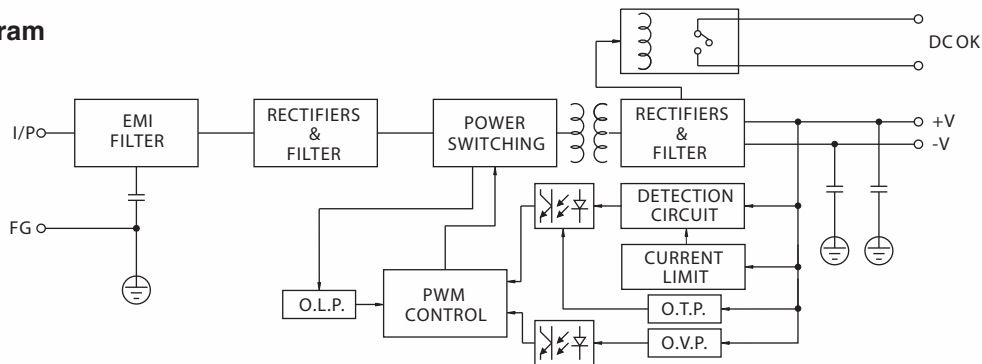 ram
DC OK
I/P
EMI
FILTER
RECTIFIERS
&
FILTER
POWER
SWITCHING
RECTIFIERS
&
FILTER
+V
-V
FG
DETECTION
CIRCUIT
CURRENT
LIMIT
O.L.P.
PWM
CONTROL
O.T.P.
O.V.P.